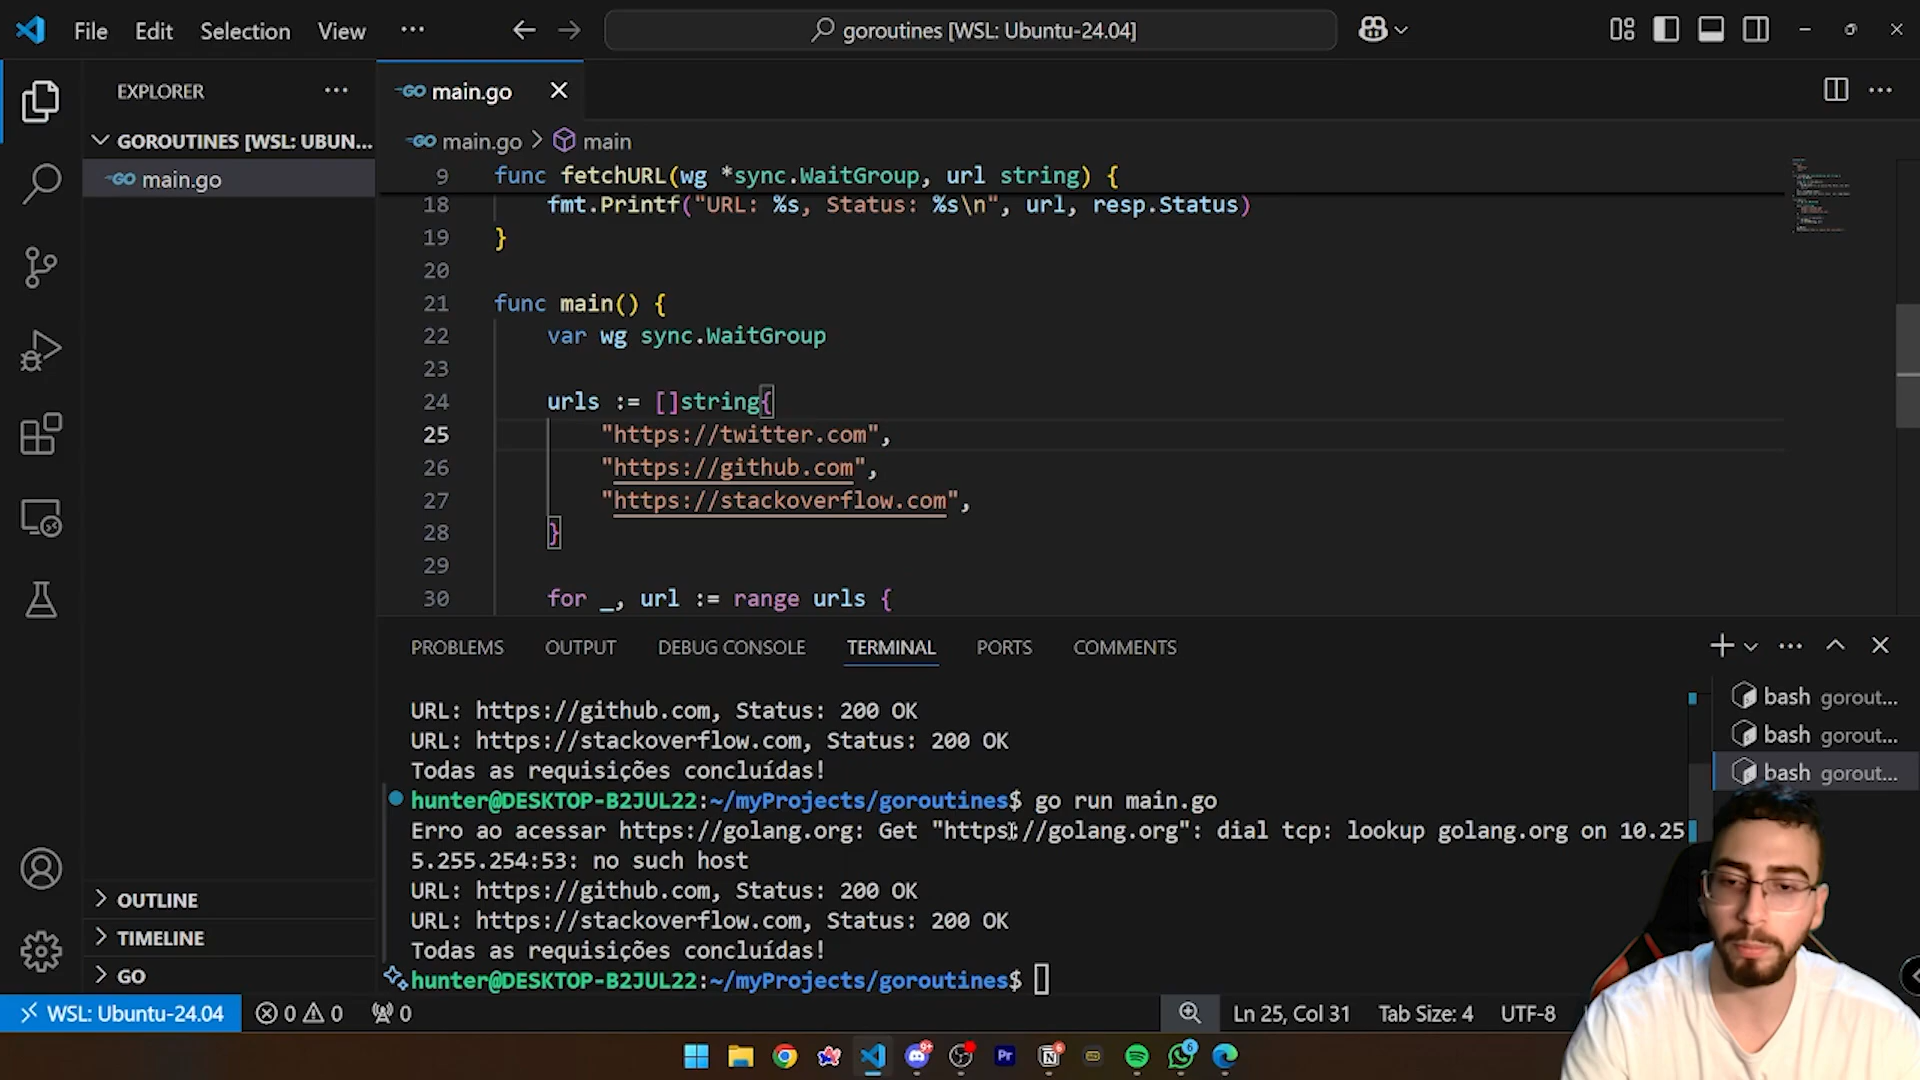 File Edit Selection View ···
goroutines [WSL: Ubuntu-24.04]
EXPLORER
main.go
GOROUTINES [WSL: UBUN...
main.go
main.go > main
9 func fetchURL(wg *sync.WaitGroup, url string) {
18 fmt.Printf("URL: %s, Status: %s\n", url, resp.Status)
19 }
20
21 func main() {
22 var wg sync.WaitGroup
23
24 urls := []string{
25 "https://twitter.com",
26 "https://github.com",
27 "https://stackoverflow.com",
28 }
29
30 for _, url := range urls {
PROBLEMS OUTPUT DEBUG CONSOLE TERMINAL PORTS COMMENTS
URL: https://github.com, Status: 200 OK
URL: https://stackoverflow.com, Status: 200 OK
Todas as requisições concluídas!
hunter@DESKTOP-B2JUL22:~/myProjects/goroutines$ go run main.go
Erro ao acessar https://golang.org: Get "https://golang.org": dial tcp: lookup golang.org on 10.25
5.255.254:53: no such host
URL: https://github.com, Status: 200 OK
URL: https://stackoverflow.com, Status: 200 OK
Todas as requisições concluídas!
hunter@DESKTOP-B2JUL22:~/myProjects/goroutines$
bash gorout...
bash gorout...
bash gorout...
OUTLINE
TIMELINE
GO
WSL: Ubuntu-24.04 0 0 0
Ln 25, Col 31 Tab Size: 4 UTF-8